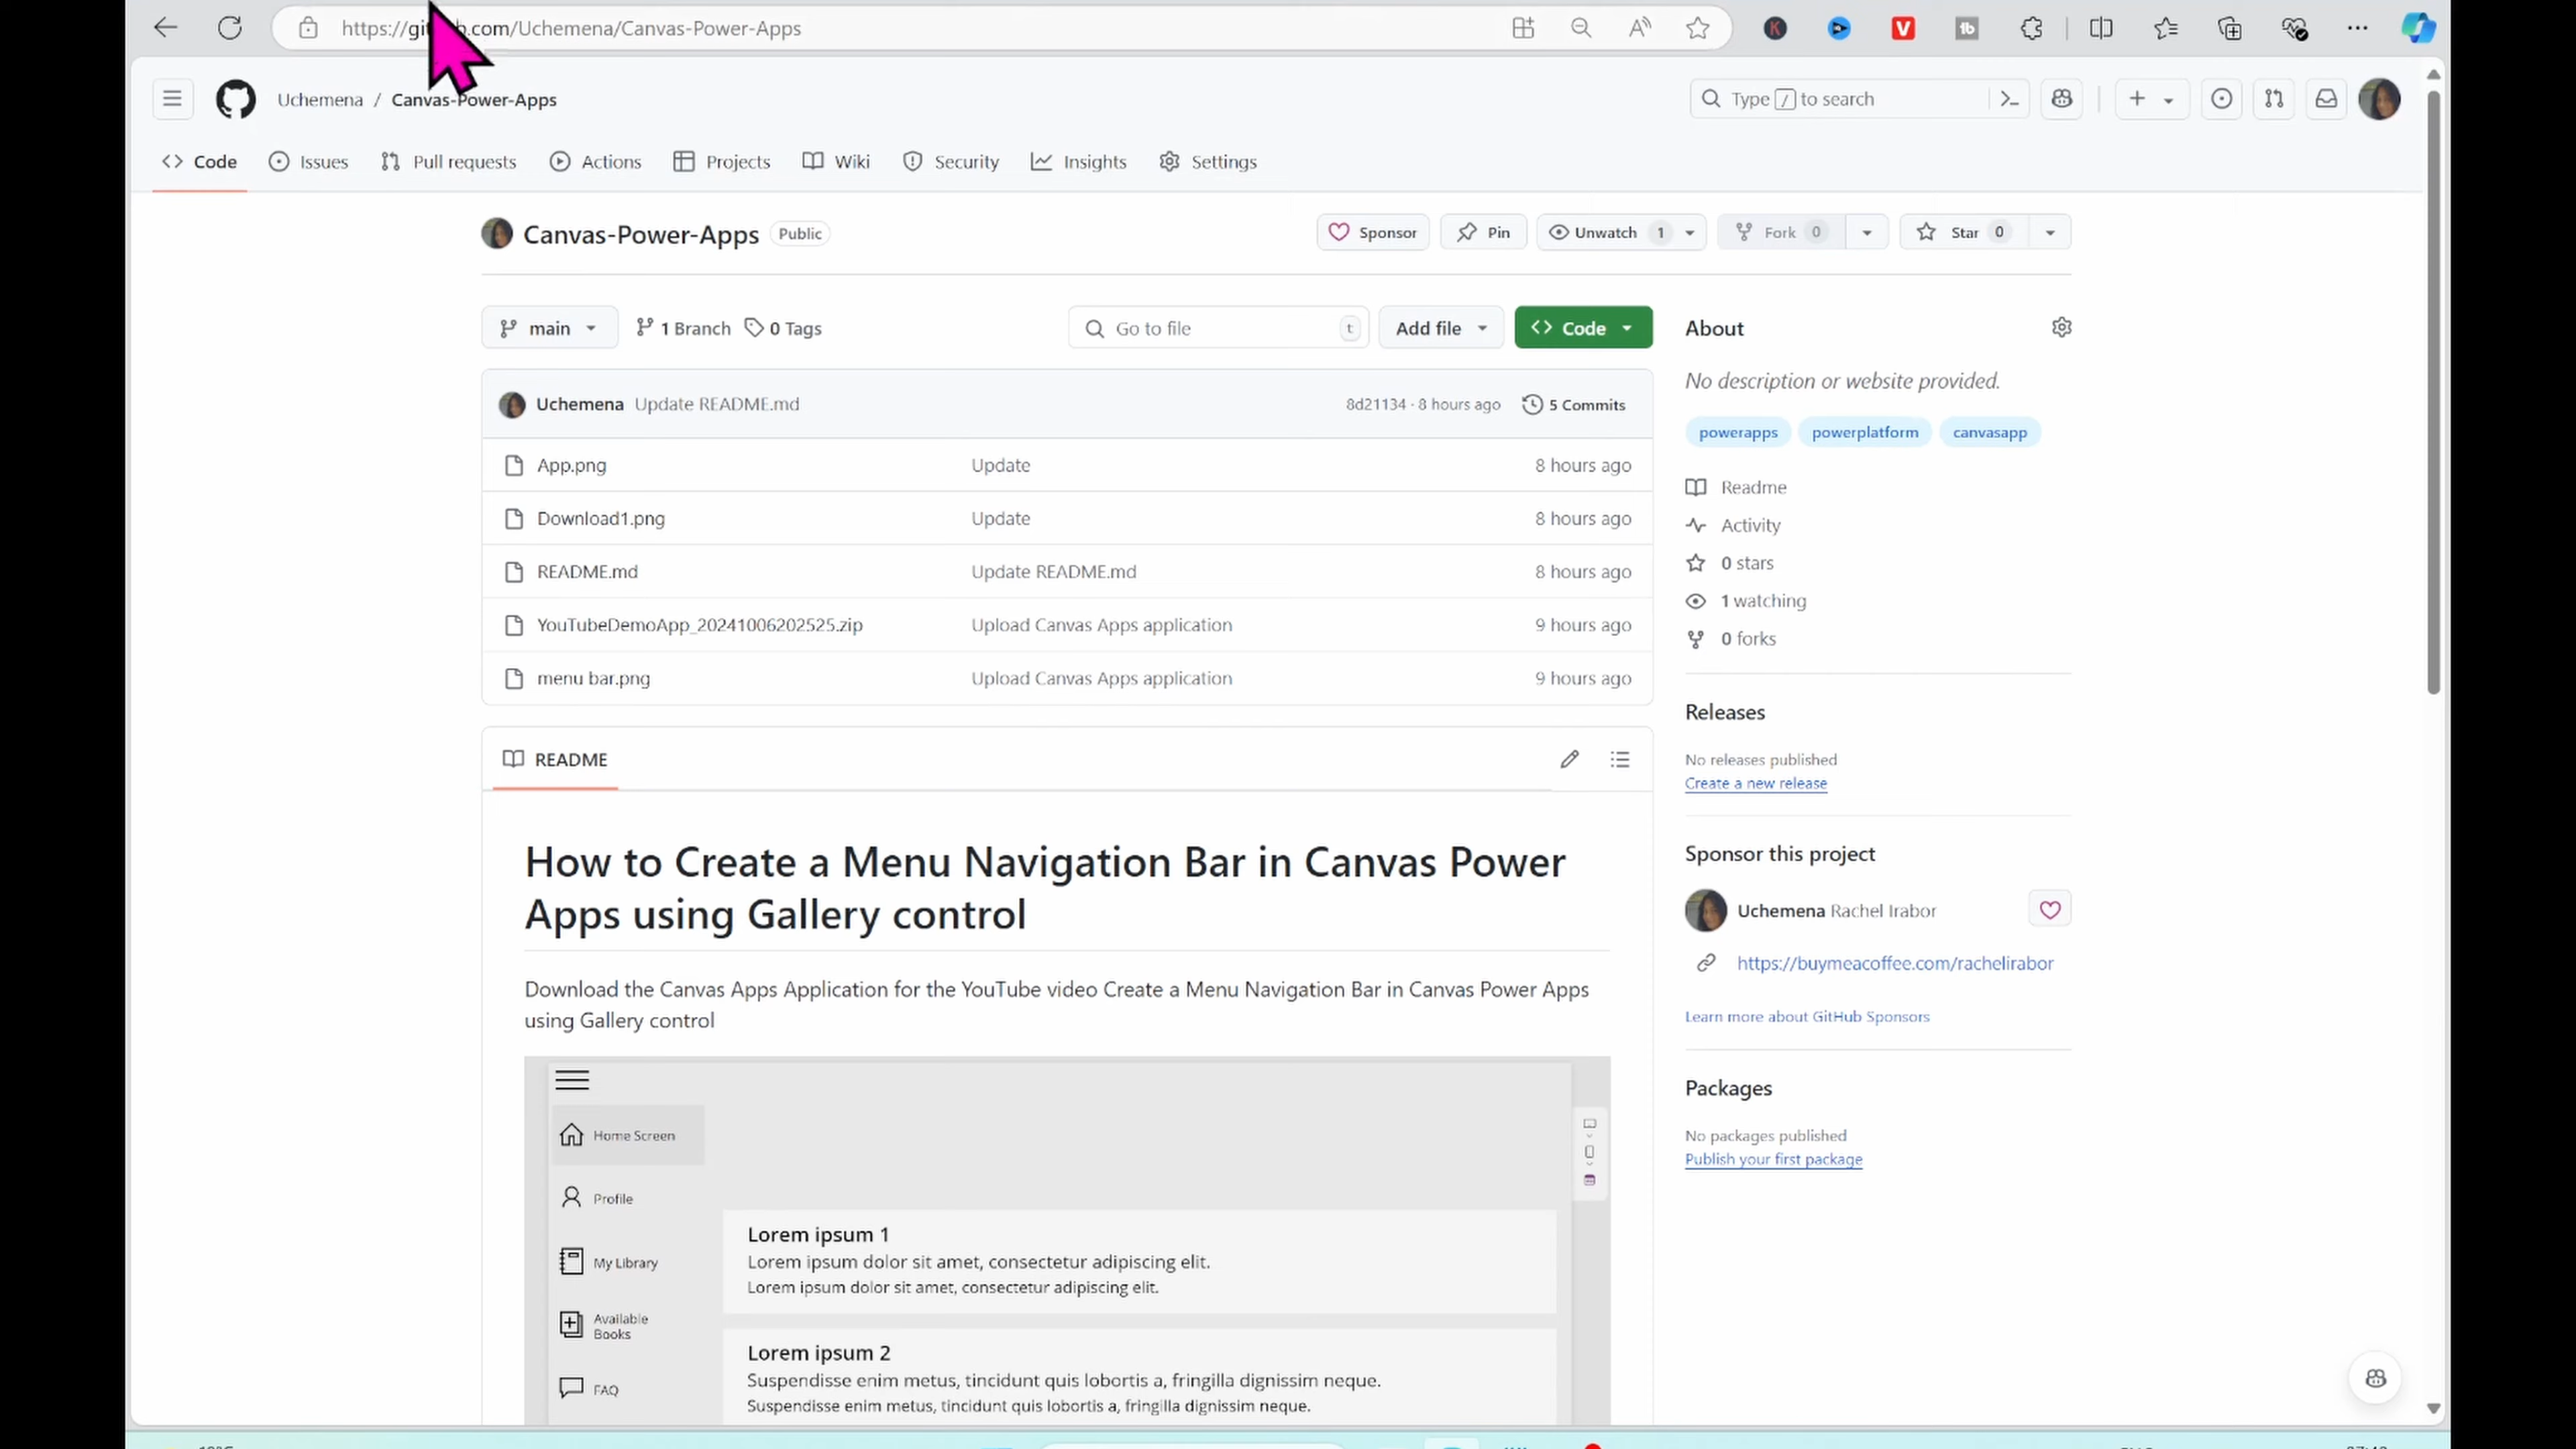 https://gi b.com/Uchemena/Canvas-Power-Apps
Uchemena / Canvas-Power-Apps
Type / to search
Code Issues Pull requests Actions Projects Wiki Security Insights Settings
Canvas-Power-Apps Public
Sponsor Pin Unwatch 1 Fork 0 Star 0
main 1 Branch 0 Tags Go to file t Add file Code
Uchemena Update README.md 8d21134 · 8 hours ago 5 Commits
App.png Update 8 hours ago
Download1.png Update 8 hours ago
README.md Update README.md 8 hours ago
YouTubeDemoApp_20241006202525.zip Upload Canvas Apps application 9 hours ago
menu bar.png Upload Canvas Apps application 9 hours ago
README
How to Create a Menu Navigation Bar in Canvas Power
Apps using Gallery control
Download the Canvas Apps Application for the YouTube video Create a Menu Navigation Bar in Canvas Power Apps
using Gallery control
Home Screen
Profile
My Library
Available
Books
FAQ
Lorem ipsum 1
Lorem ipsum dolor sit amet, consectetur adipiscing elit.
Lorem ipsum dolor sit amet, consectetur adipiscing elit.
Lorem ipsum 2
Suspendisse enim metus, tincidunt quis lobortis a, fringilla dignissim neque.
Suspendisse enim metus, tincidunt quis lobortis a, fringilla dignissim neque.
About
No description or website provided.
powerapps powerplatform canvasapp
Readme
Activity
0 stars
1 watching
0 forks
Releases
No releases published
Create a new release
Sponsor this project
Uchemena Rachel Irabor
https://buymeacoffee.com/rachelirabor
Learn more about GitHub Sponsors
Packages
No packages published
Publish your first package